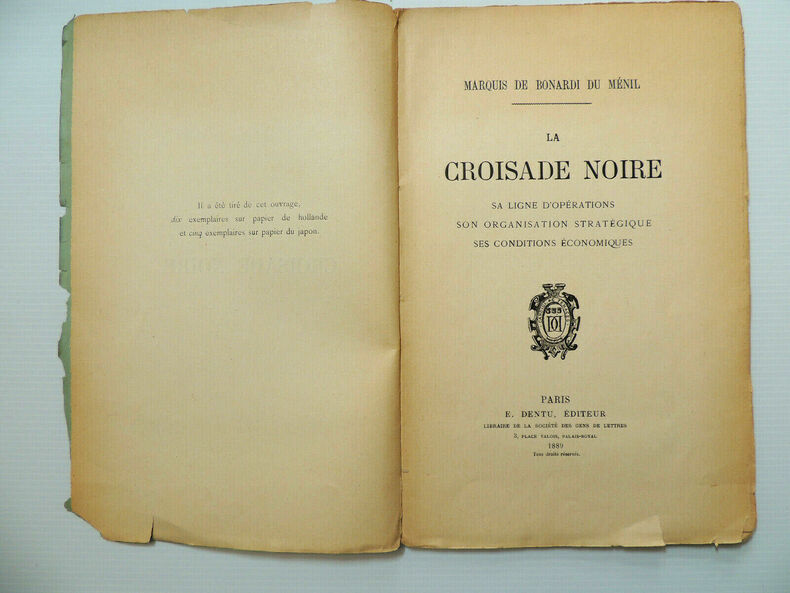 Il a été tiré de cet ouvrage,
dix exemplaires sur papier de hollande
et cinq exemplaires sur papier du japon.
MARQUIS DE BONARDI DU MÉNIL
LA
CROISADE NOIRE
SA LIGNE D'OPÉRATIONS
SON ORGANISATION STRATÉGIQUE
SES CONDITIONS ÉCONOMIQUES
PARIS
E. DENTU, ÉDITEUR
LIBRAIRE DE LA SOCIÉTÉ DES GENS DE LETTRES
3, PLACE VALOIS, PALAIS-ROYAL
1889
Tous droits réservés.